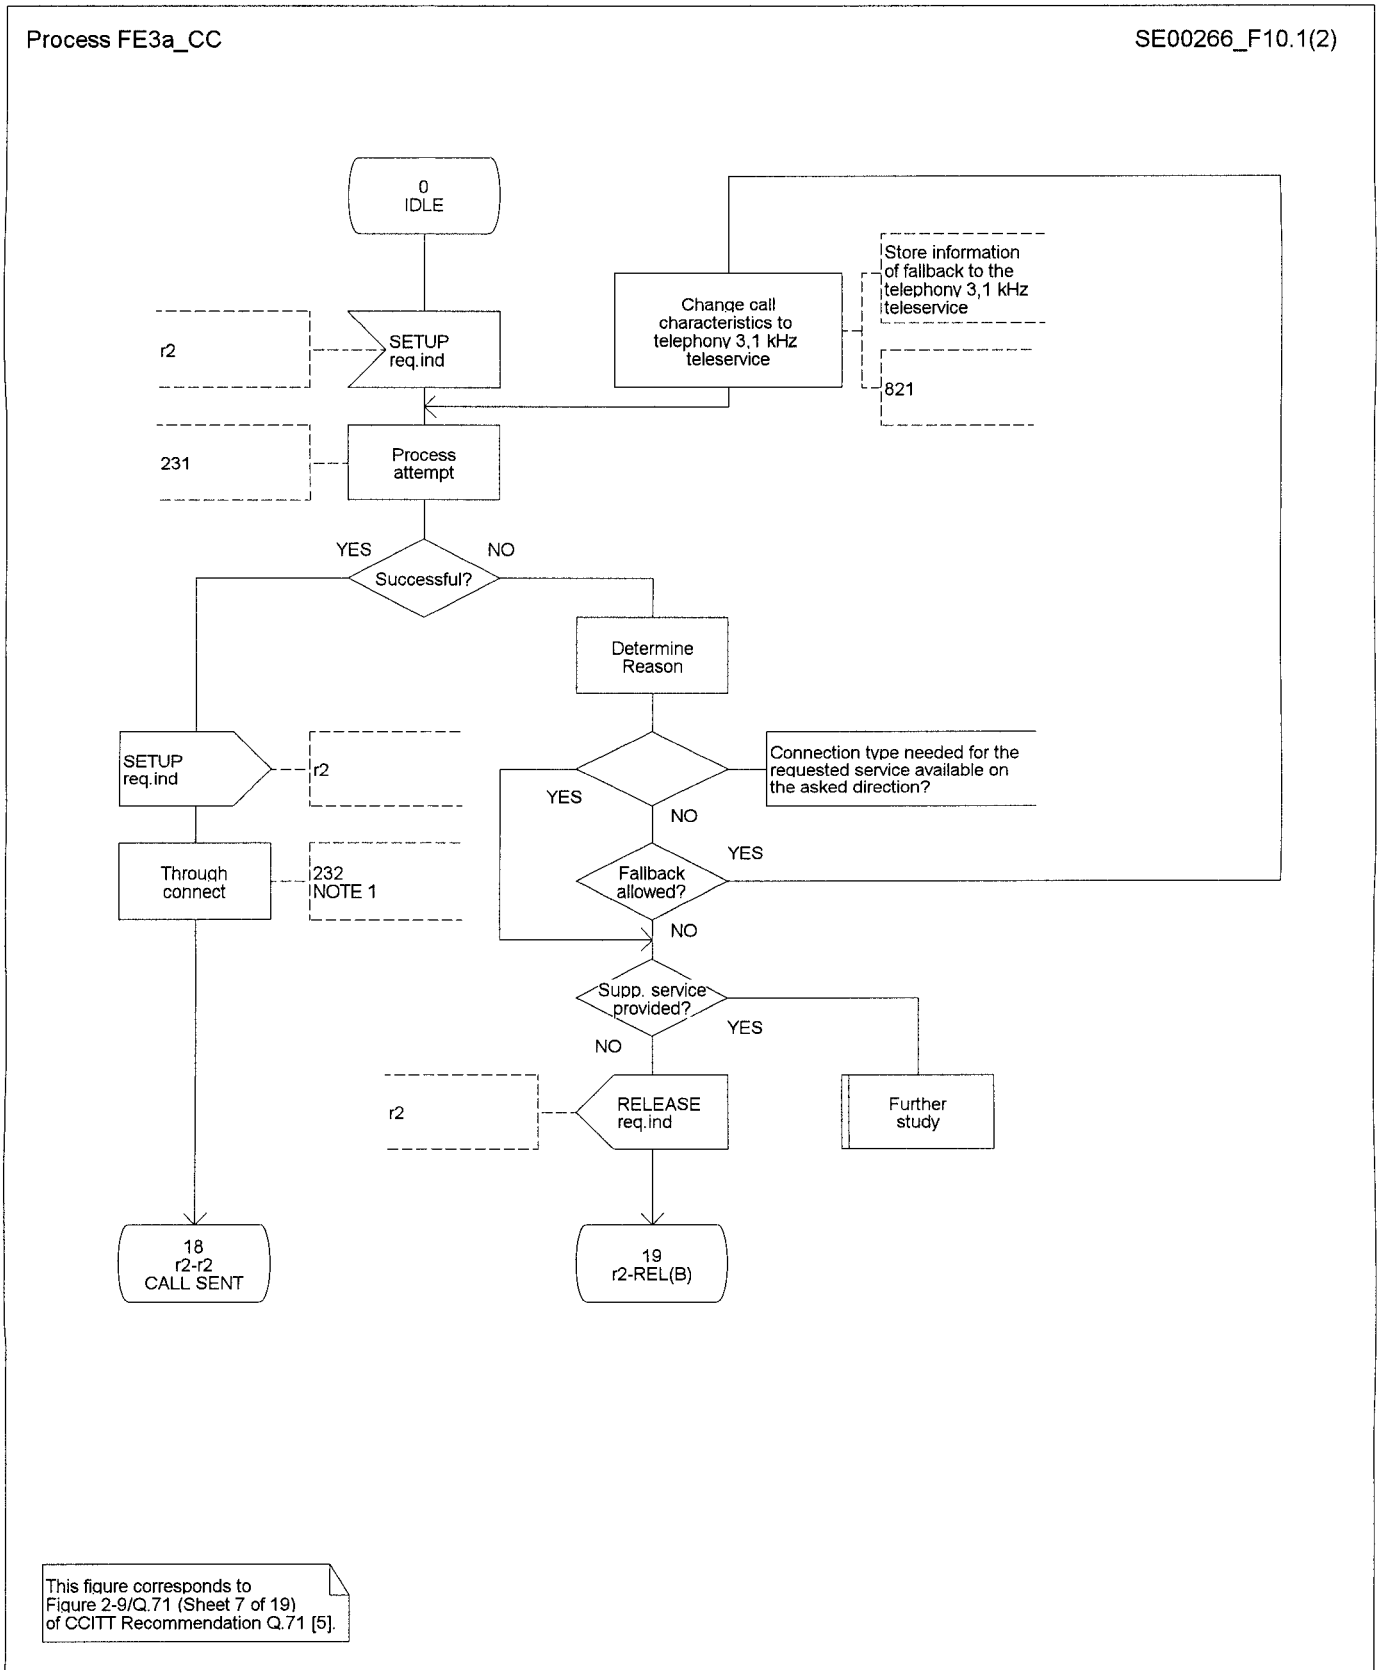 Process FE3a_CC
SE00266_F10.1(2)
0
IDLE
Store information
of fallback to the
telephony 3,1 kHz
teleservice
Change call
characteristics to
telephony 3,1 kHz
teleservice
r2
SETUP
req.ind
821
231
Process
attempt
YES
NO
Successful?
Determine
Reason
SETUP
req.ind
r2
Connection type needed for the
requested service available on
the asked direction?
YES
NO
Through
connect
232
NOTE 1
Fallback
allowed?
YES
NO
Supp. service
provided?
YES
NO
r2
RELEASE
req.ind
Further
study
18
r2-r2
CALL SENT
19
r2-REL(B)
This figure corresponds to
Figure 2-9/Q.71 (Sheet 7 of 19)
of CCITT Recommendation Q.71 [5].